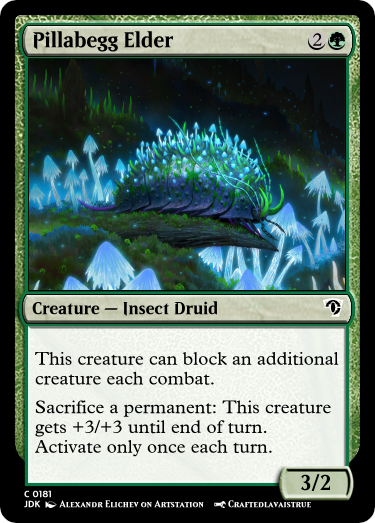 Pillabegg Elder 2
Creature — Insect Druid
This creature can block an additional
creature each combat.
Sacrifice a permanent: This creature
gets +3/+3 until end of turn.
Activate only once each turn.
3/2
C 0181
JDK Alexandr Elichev on Artstation Craftedlavaistrue